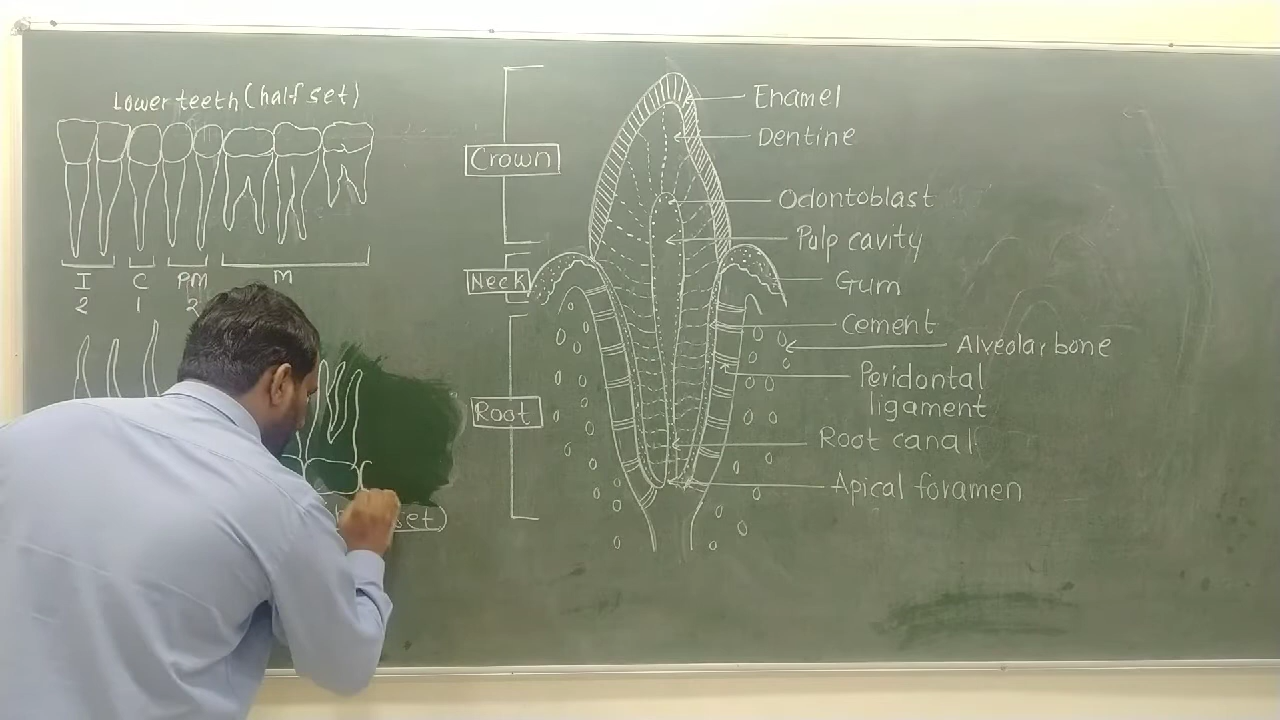 Lower teeth (half set)
I C PM M
2 1 2
set)
Crown
Neck
Root
Enamel
Dentine
Odontoblast
Pulp cavity
Gum
Cement
Alveolar bone
Peridontal
ligament
Root canal
Apical foramen